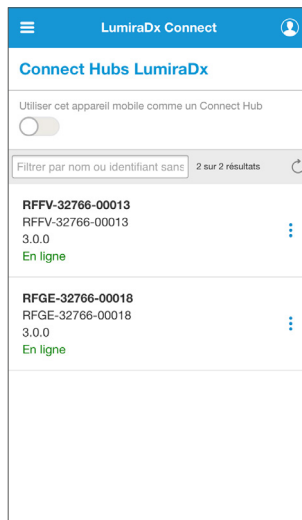 LumiraDx Connect
Connect Hubs LumiraDx
Utiliser cet appareil mobile comme un Connect Hub
Filtrer par nom ou identifiant sans 2 sur 2 résultats
RFFV-32766-00013
RFFV-32766-00013
3.0.0
En ligne
RFGE-32766-00018
RFGE-32766-00018
3.0.0
En ligne